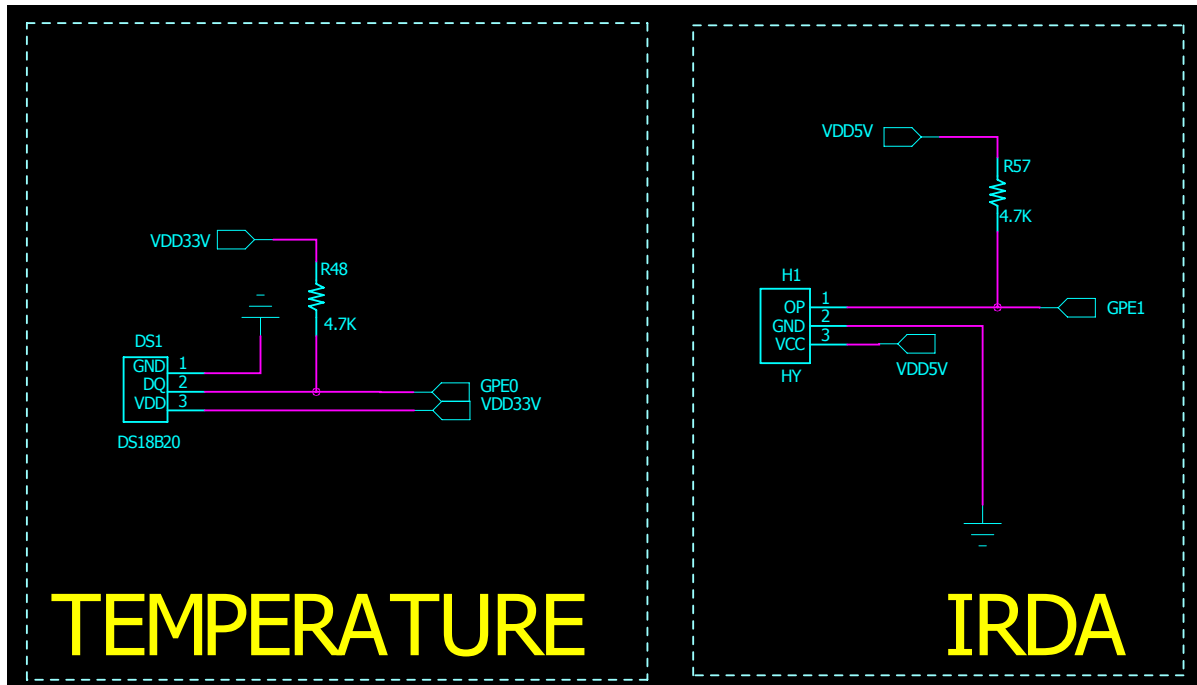 VDD33V
R48
4.7K
DS1
GND 1
DQ 2
VDD 3
DS18B20
GPE0
VDD33V
TEMPERATURE
VDD5V
R57
4.7K
H1
OP 1
GND 2
VCC 3
HY
GPE1
VDD5V
IRDA